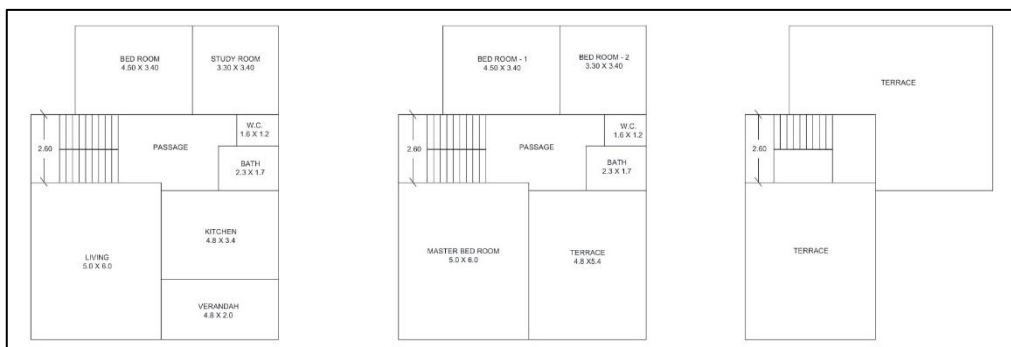 BED ROOM
4.50 X 3.40
STUDY ROOM
3.30 X 3.40
W.C.
1.6 X 1.2
2.60
PASSAGE
BATH
2.3 X 1.7
KITCHEN
4.8 X 3.4
LIVING
5.0 X 6.0
VERANDAH
4.8 X 2.0
BED ROOM - 1
4.50 X 3.40
BED ROOM - 2
3.30 X 3.40
W.C.
1.6 X 1.2
2.60
PASSAGE
BATH
2.3 X 1.7
MASTER BED ROOM
5.0 X 6.0
TERRACE
4.8 X5.4
TERRACE
2.60
TERRACE